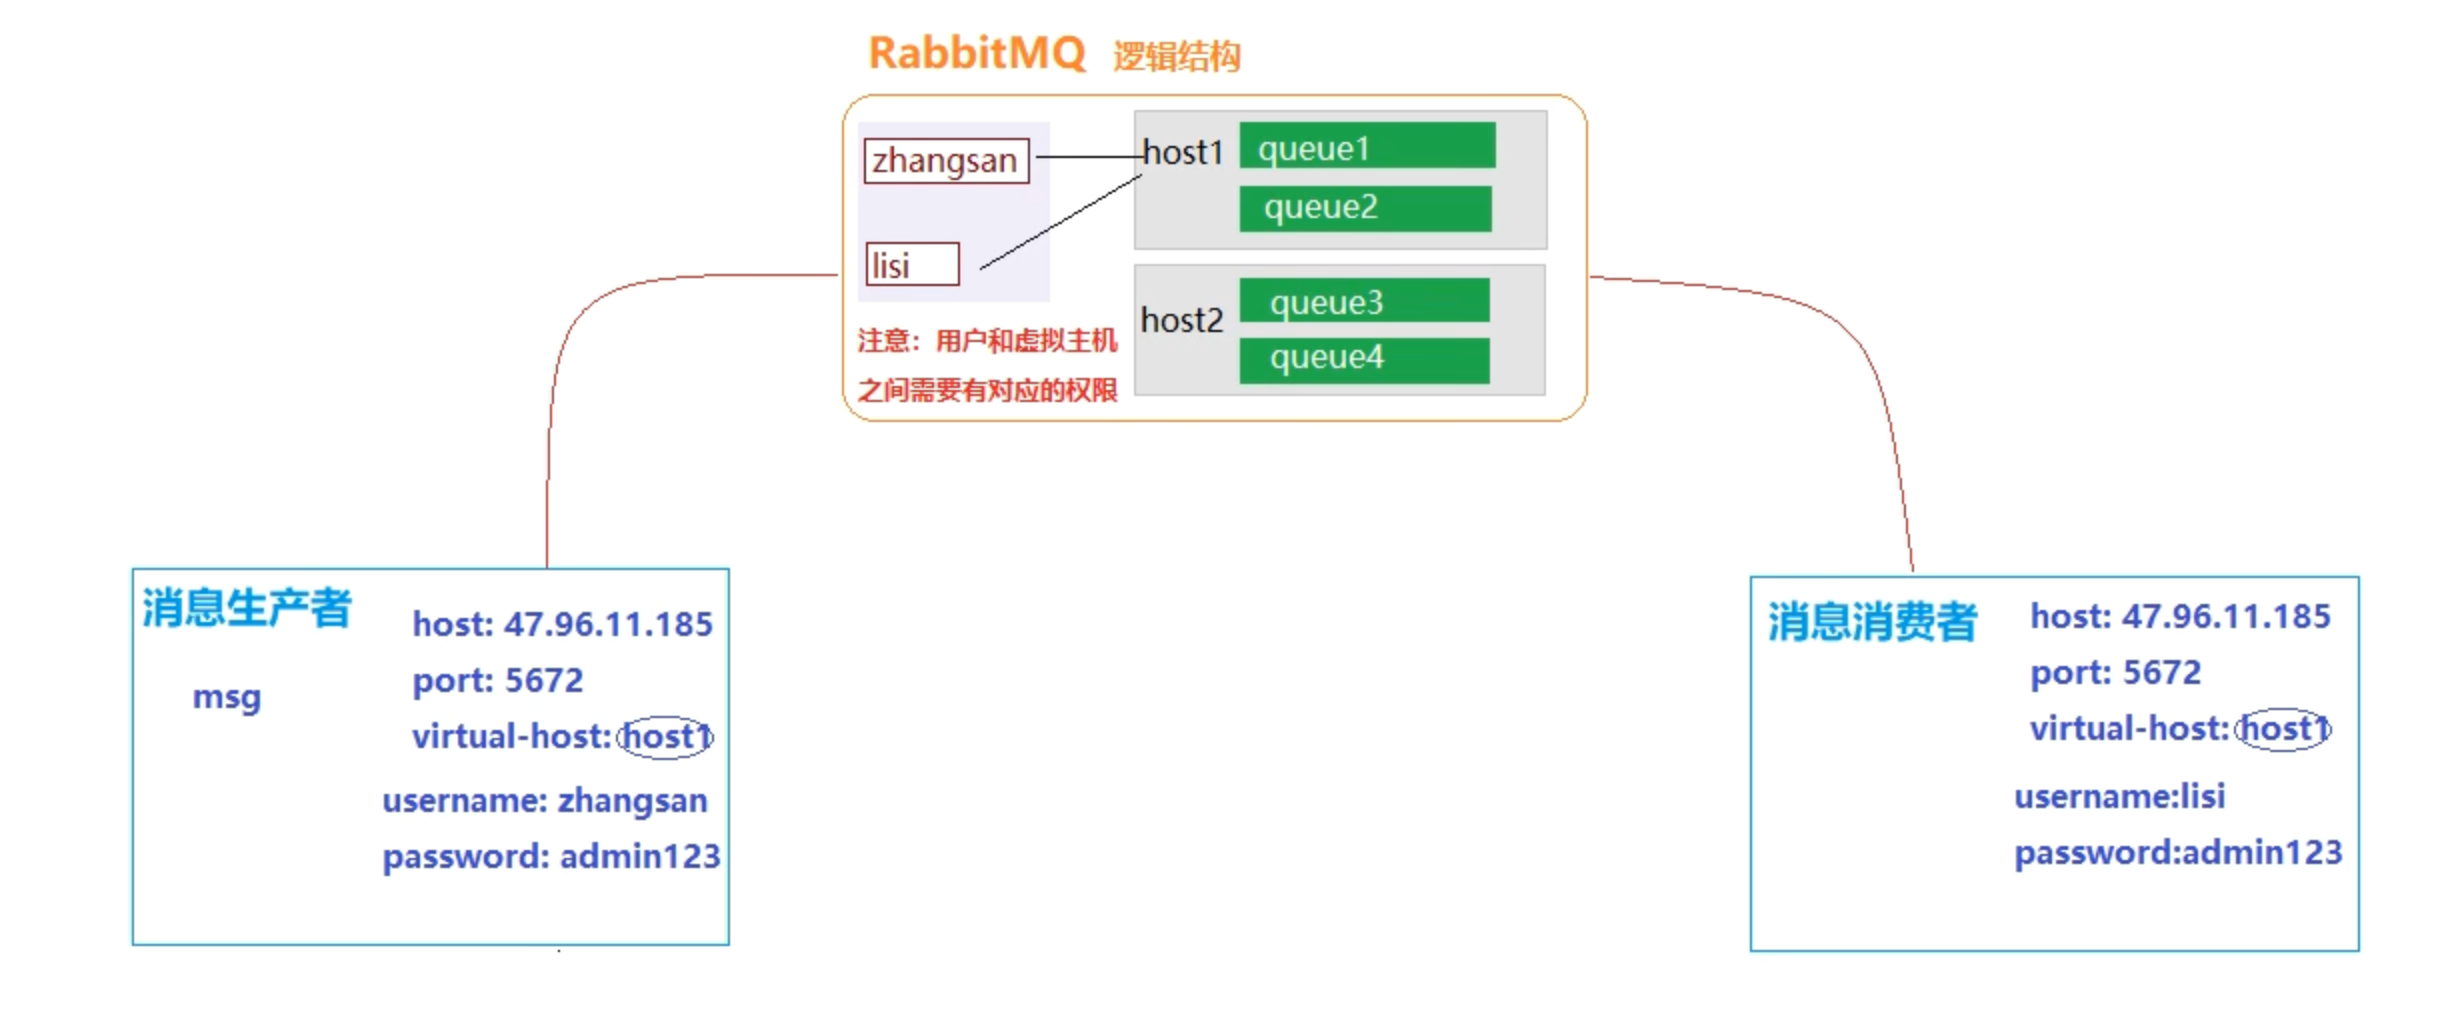 RabbitMQ 逻辑结构
zhangsan
lisi
注意：用户和虚拟主机
之间需要有对应的权限
host1
queue1
queue2
host2
queue3
queue4
消息生产者
msg
host: 47.96.11.185
port: 5672
virtual-host: host1
username: zhangsan
password: admin123
消息消费者
host: 47.96.11.185
port: 5672
virtual-host: host1
username:lisi
password:admin123